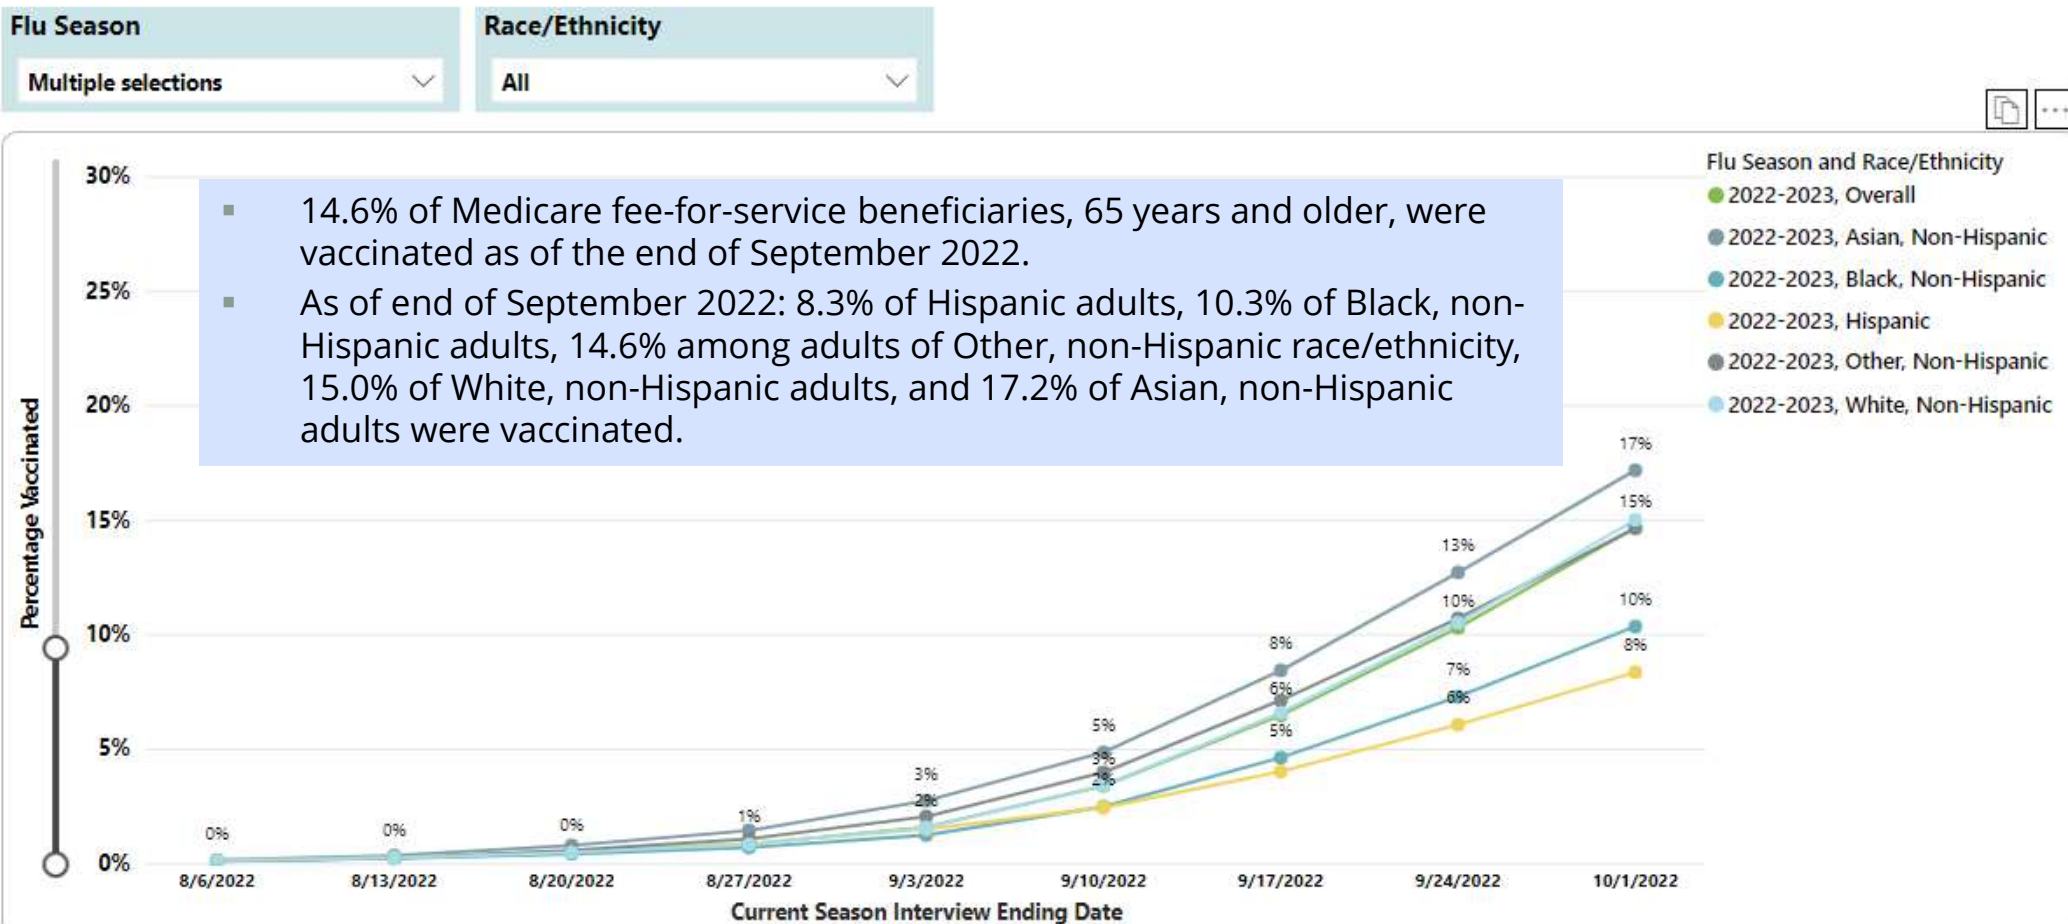 Flu Season
Race/Ethnicity
Multiple selections
All
Flu Season and Race/Ethnicity
2022-2023, Overall
2022-2023, Asian, Non-Hispanic
2022-2023, Black, Non-Hispanic
2022-2023, Hispanic
2022-2023, Other, Non-Hispanic
2022-2023, White, Non-Hispanic
▪ 14.6% of Medicare fee-for-service beneficiaries, 65 years and older, were
vaccinated as of the end of September 2022.
▪ As of end of September 2022: 8.3% of Hispanic adults, 10.3% of Black, non-
Hispanic adults, 14.6% among adults of Other, non-Hispanic race/ethnicity,
15.0% of White, non-Hispanic adults, and 17.2% of Asian, non-Hispanic
adults were vaccinated.
Percentage Vaccinated
30%
25%
20%
15%
10%
5%
0%
0%
0%
0%
1%
3%
2%
5%
3%
2%
8%
6%
5%
13%
10%
7%
6%
17%
15%
10%
8%
8/6/2022
8/13/2022
8/20/2022
8/27/2022
9/3/2022
9/10/2022
9/17/2022
9/24/2022
10/1/2022
Current Season Interview Ending Date